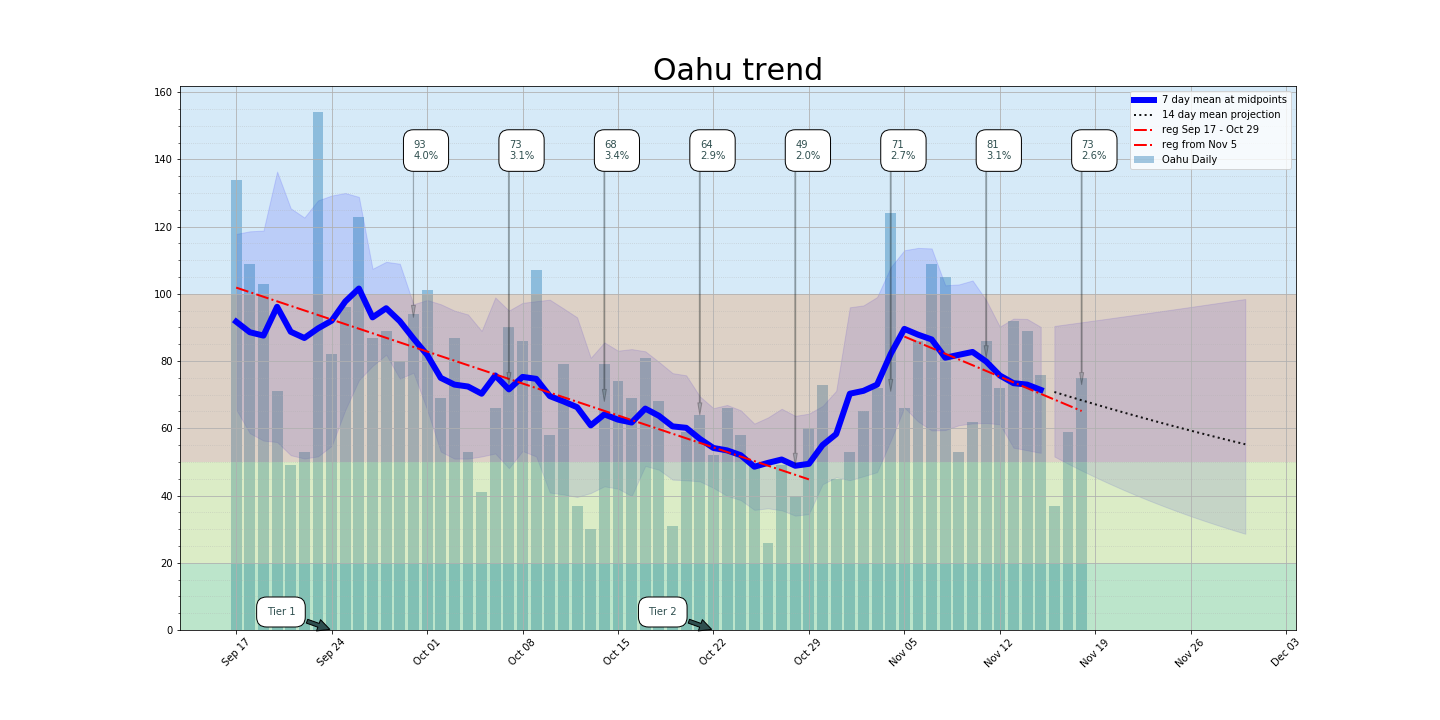 Oahu trend
160
140
120
100
80
60
40
20
0
7 day mean at midpoints
14 day mean projection
reg Sep 17 - Oct 29
reg from Nov 5
Oahu Daily
93
4.0%
73
3.1%
68
3.4%
64
2.9%
49
2.0%
71
2.7%
81
3.1%
73
2.6%
Tier 1
Tier 2
Sep 17
Sep 24
Oct 01
Oct 08
Oct 15
Oct 22
Oct 29
Nov 05
Nov 12
Nov 19
Nov 26
Dec 03